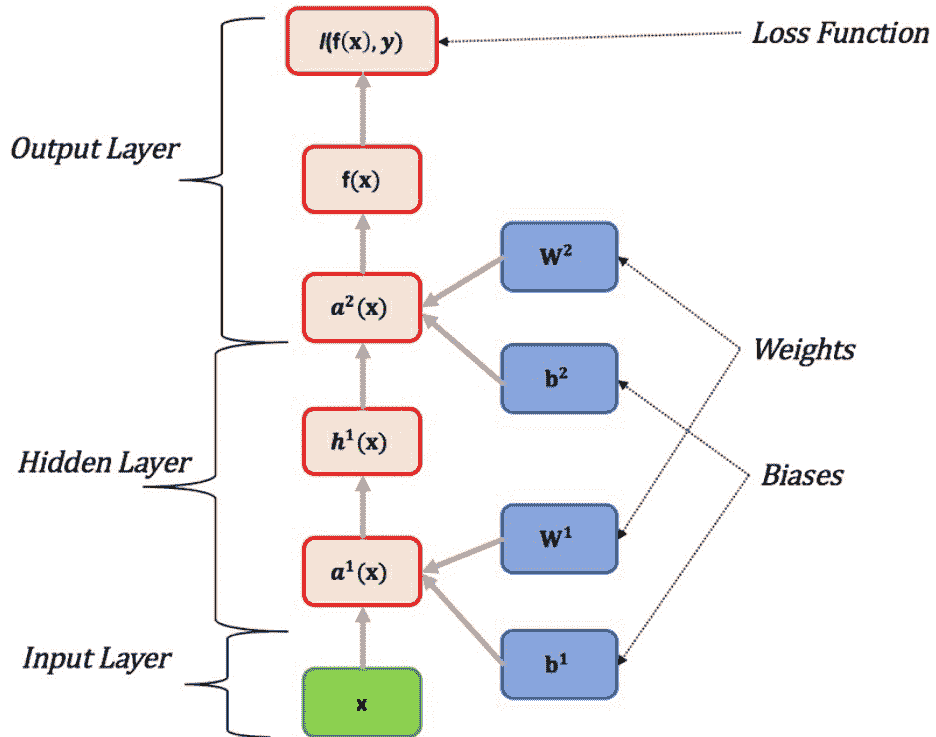 l(f(x), y)
Loss Function
Output Layer
f(x)
W²
a²(x)
Weights
b²
h¹(x)
Hidden Layer
Biases
W¹
a¹(x)
Input Layer
b¹
x